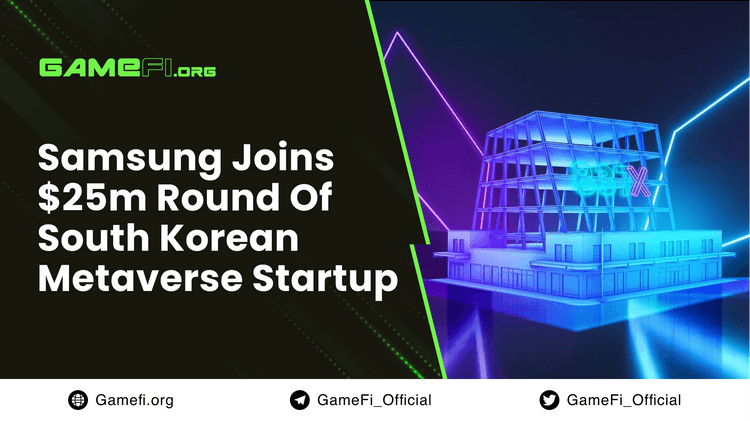 GAMEFI.ORG
Samsung Joins
$25m Round Of
South Korean
Metaverse Startup
Gamefi.org
GameFi_Official
GameFi_Official